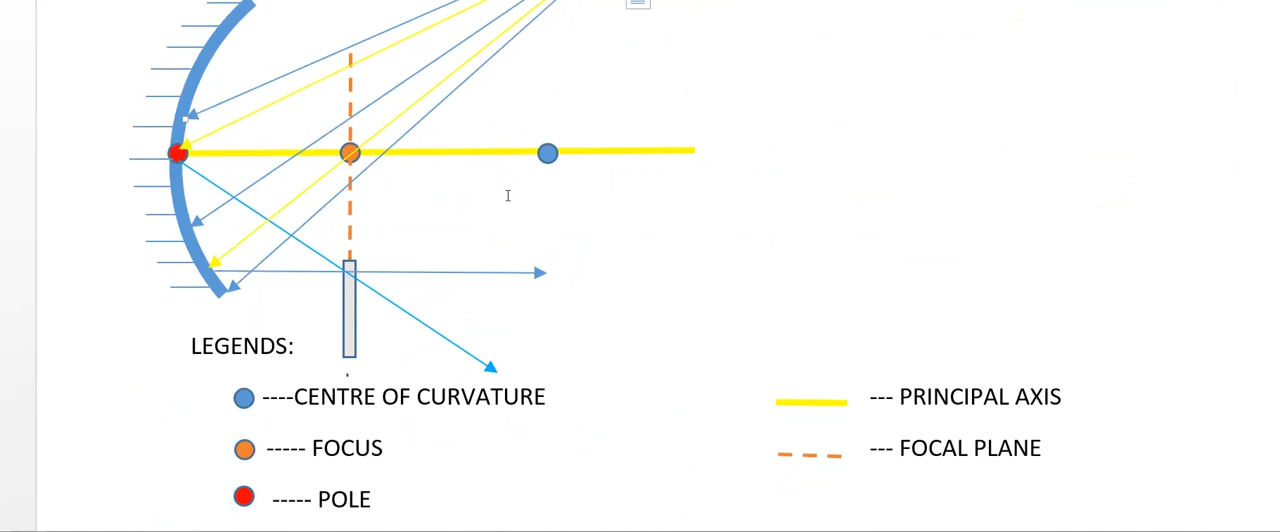 LEGENDS:
----CENTRE OF CURVATURE
--- PRINCIPAL AXIS
----- FOCUS
--- FOCAL PLANE
----- POLE